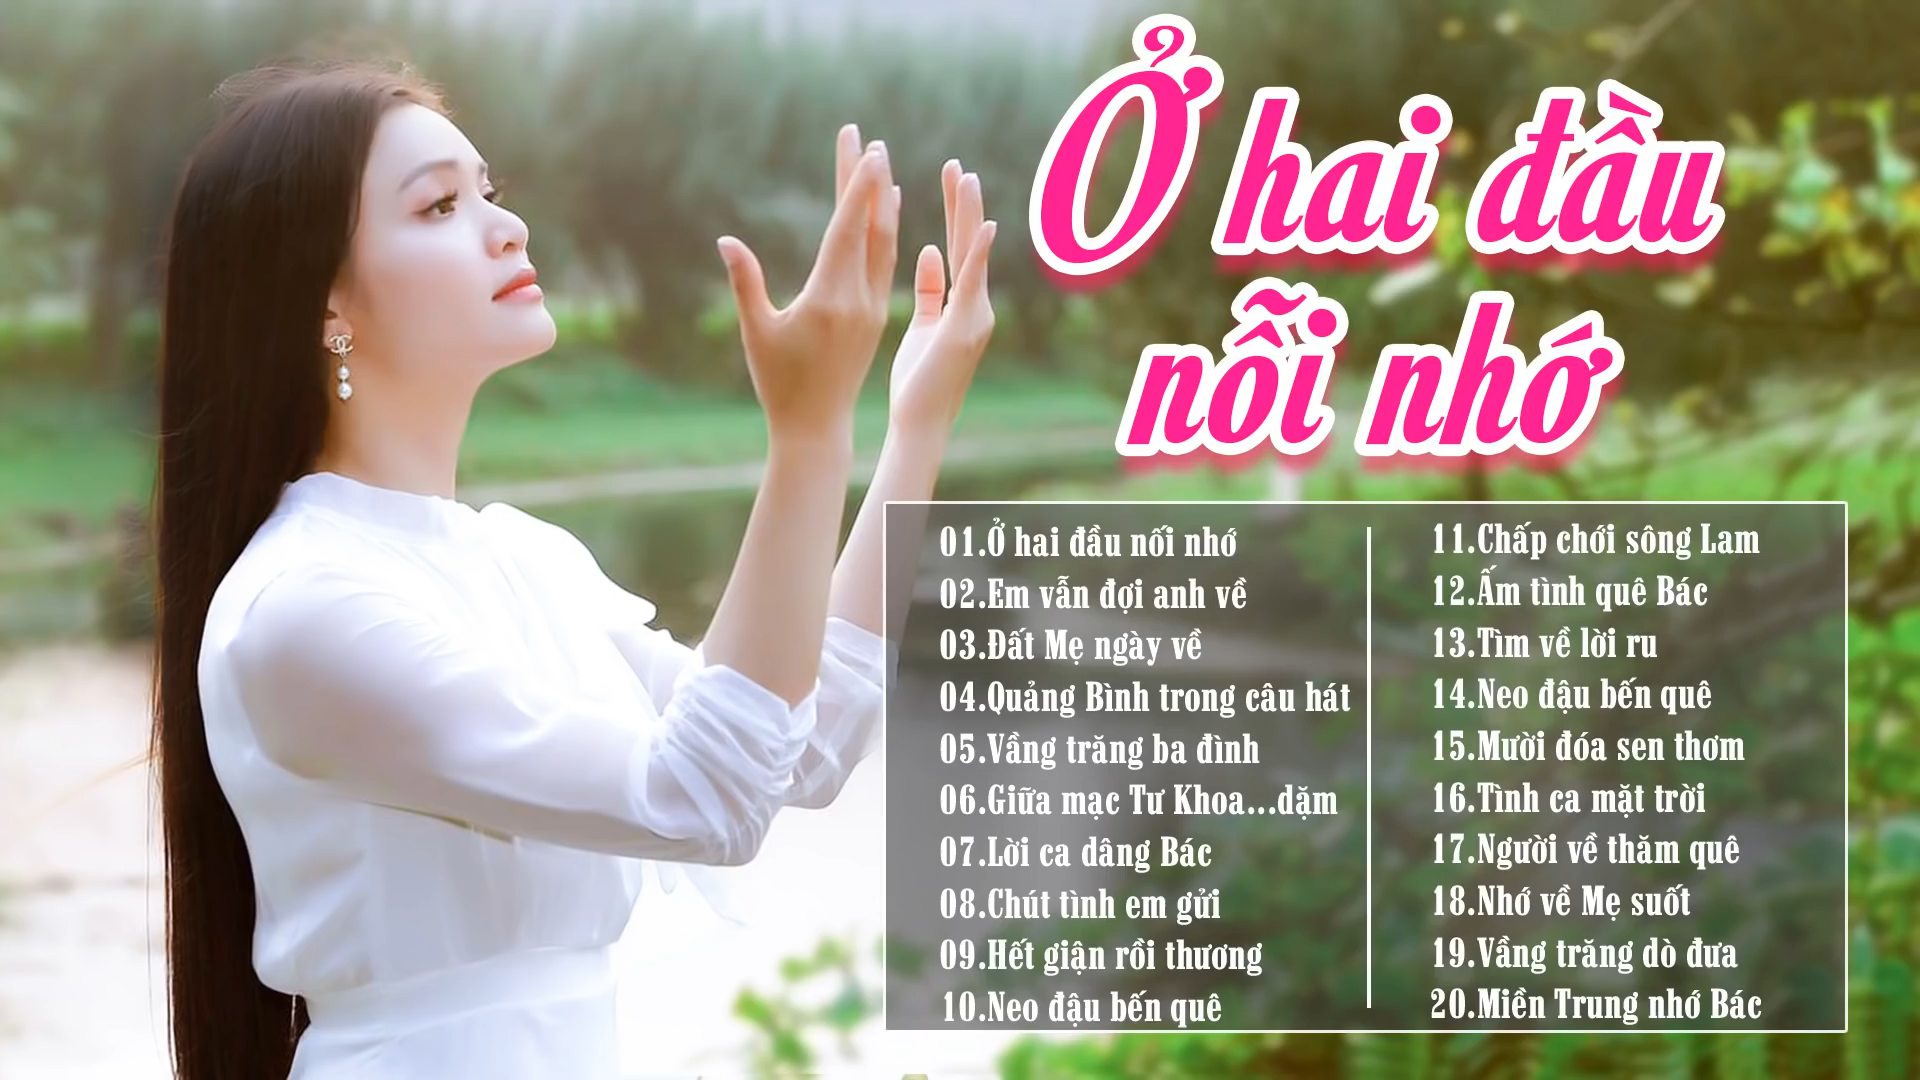 Ở hai đầu
nỗi nhớ
01.Ở hai đầu nối nhớ
02.Em vẫn đợi anh về
03.Đất Mẹ ngày về
04.Quảng Bình trong câu hát
05.Vầng trăng ba đình
06.Giữa mạc Tư Khoa...dặm
07.Lời ca dâng Bác
08.Chút tình em gửi
09.Hết giận rồi thương
10.Neo đậu bến quê
11.Chấp chới sông Lam
12.Ấm tình quê Bác
13.Tìm về lời ru
14.Neo đậu bến quê
15.Mười đóa sen thơm
16.Tình ca mặt trời
17.Người về thăm quê
18.Nhớ về Mẹ suốt
19.Vầng trăng dò đưa
20.Miền Trung nhớ Bác